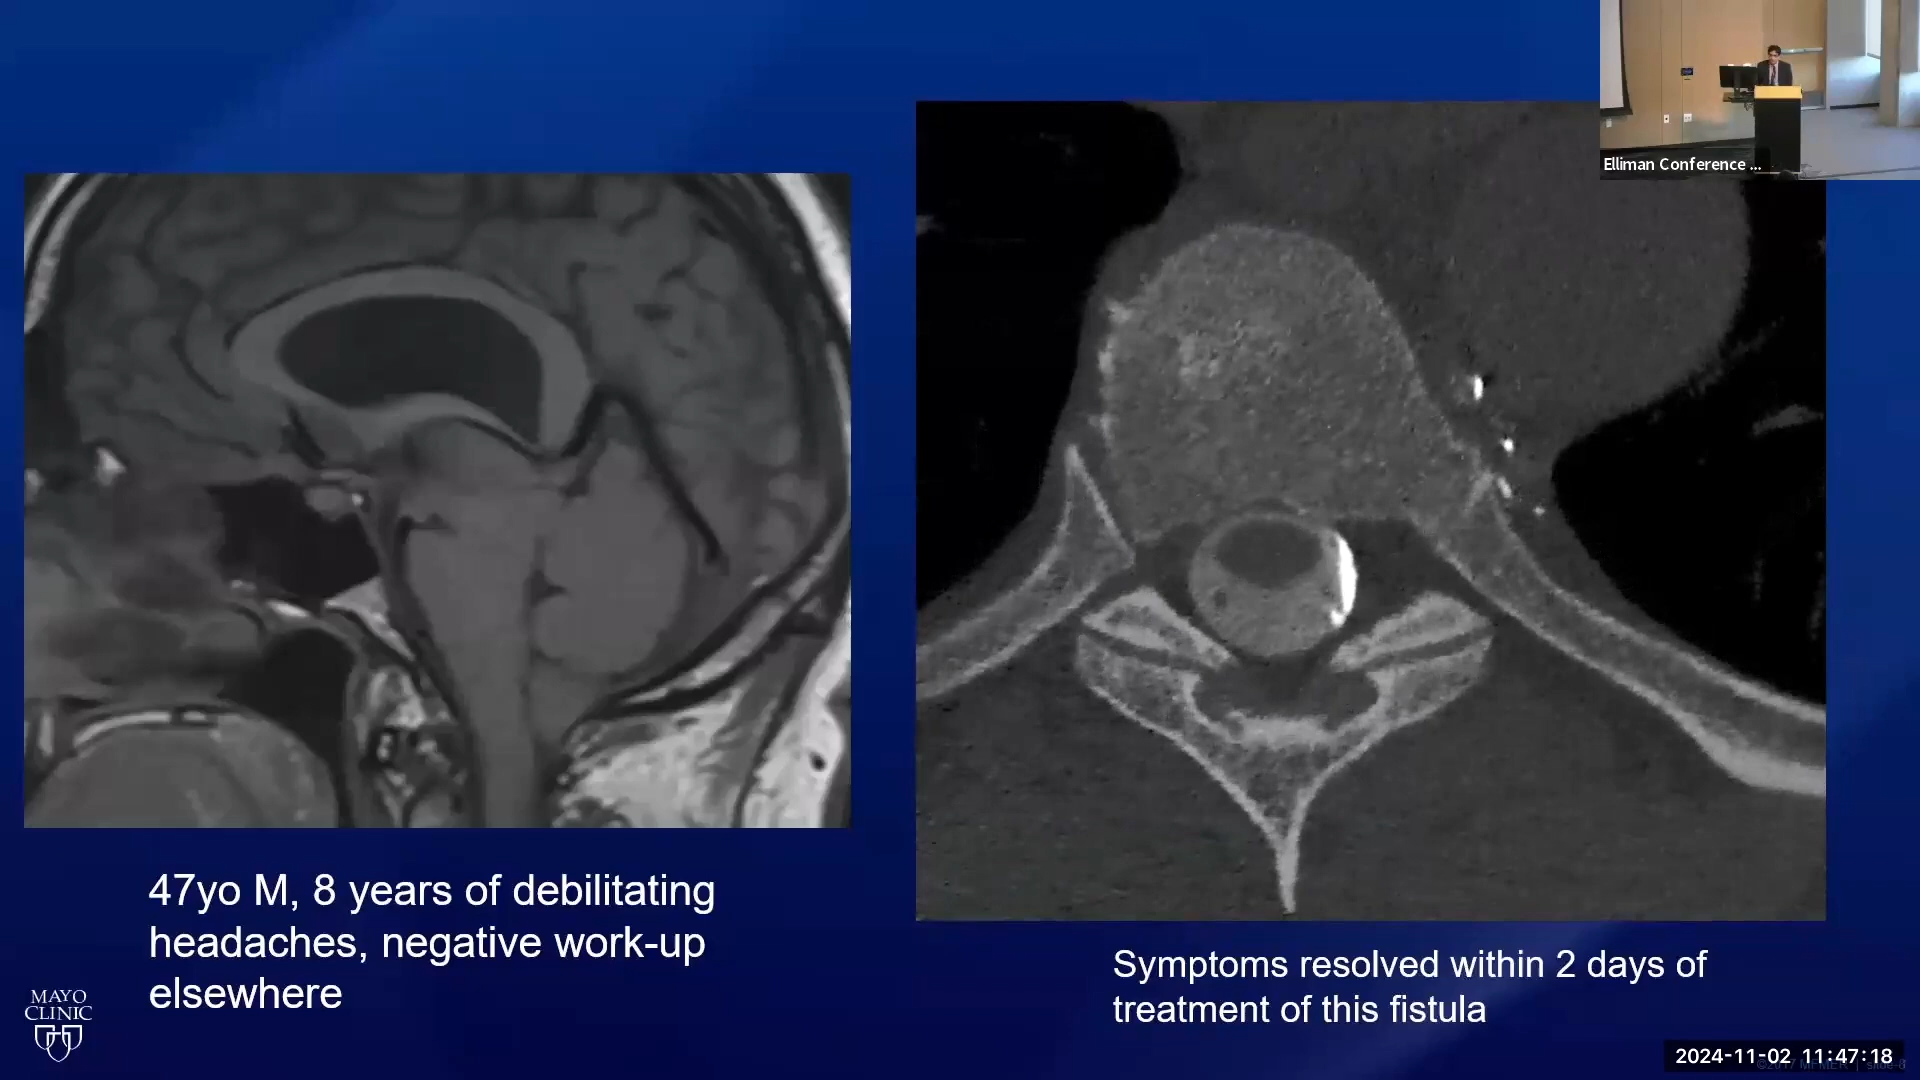 Elliman Conference ...
47yo M, 8 years of debilitating
headaches, negative work-up
elsewhere
Symptoms resolved within 2 days of
treatment of this fistula
MAYO
CLINIC
2024-11-02 11:47:18